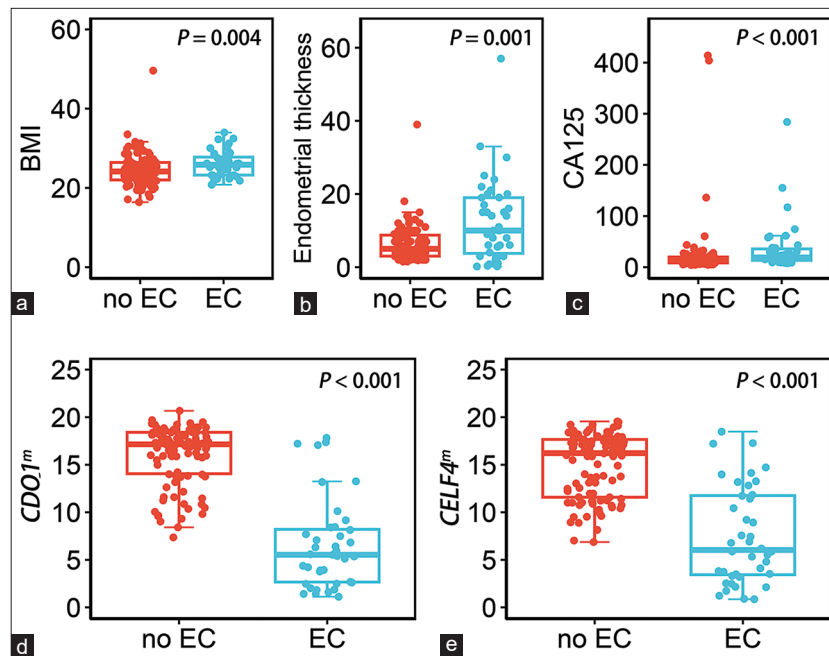 60
40
20
0
BMI
P = 0.004
no EC
EC
a
60
40
20
0
Endometrial thickness
P = 0.001
no EC
EC
b
400
300
200
100
0
CA125
P < 0.001
no EC
EC
c
25
20
15
10
5
0
CDO1m
P < 0.001
no EC
EC
d
25
20
15
10
5
0
CELF4m
P < 0.001
no EC
EC
e